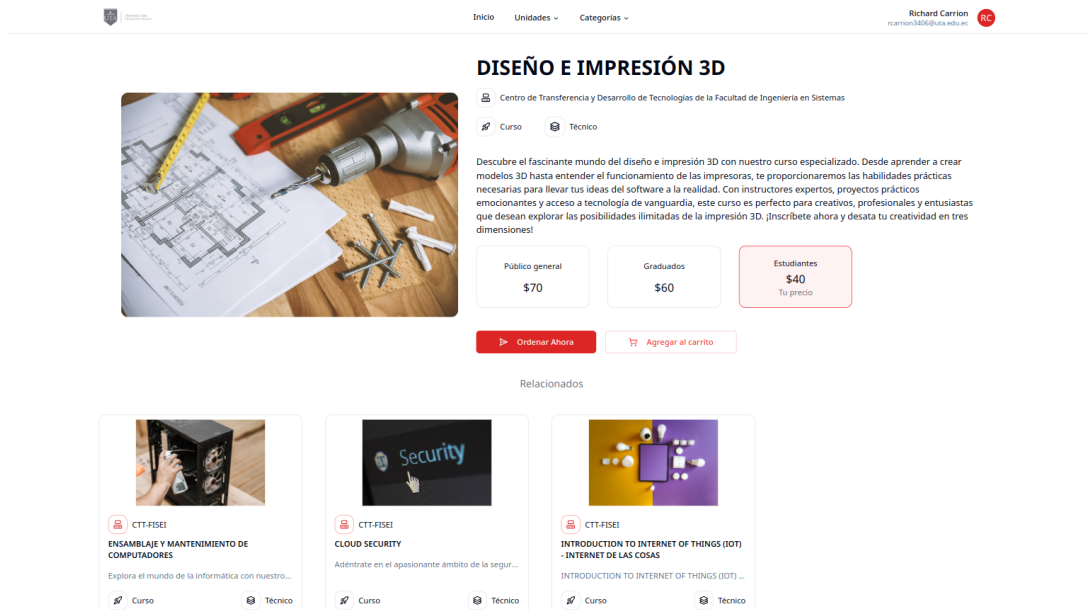 UTA
Inicio
Unidades
Categorías
Richard Carrion
rcarrion3406@uta.edu.ec
RC
DISEÑO E IMPRESIÓN 3D
Centro de Transferencia y Desarrollo de Tecnologías de la Facultad de Ingeniería en Sistemas
Curso
Técnico
Descubre el fascinante mundo del diseño e impresión 3D con nuestro curso especializado. Desde aprender a crear
modelos 3D hasta entender el funcionamiento de las impresoras, te proporcionaremos las habilidades prácticas
necesarias para llevar tus ideas del software a la realidad. Con instructores expertos, proyectos prácticos
emocionantes y acceso a tecnología de vanguardia, este curso es perfecto para creativos, profesionales y entusiastas
que desean explorar las posibilidades ilimitadas de la impresión 3D. ¡Inscríbete ahora y desata tu creatividad en tres
dimensiones!
Público general
$70
Graduados
$60
Estudiantes
$40
Tu precio
Ordenar Ahora
Agregar al carrito
Relacionados
CTT-FISEI
ENSAMBLAJE Y MANTENIMIENTO DE
COMPUTADORES
Explora el mundo de la informática con nuestro...
Curso
Técnico
Security
CTT-FISEI
CLOUD SECURITY
Adéntrate en el apasionante ámbito de la segur...
Curso
Técnico
CTT-FISEI
INTRODUCTION TO INTERNET OF THINGS (IOT)
- INTERNET DE LAS COSAS
INTRODUCTION TO INTERNET OF THINGS (IOT) ...
Curso
Técnico